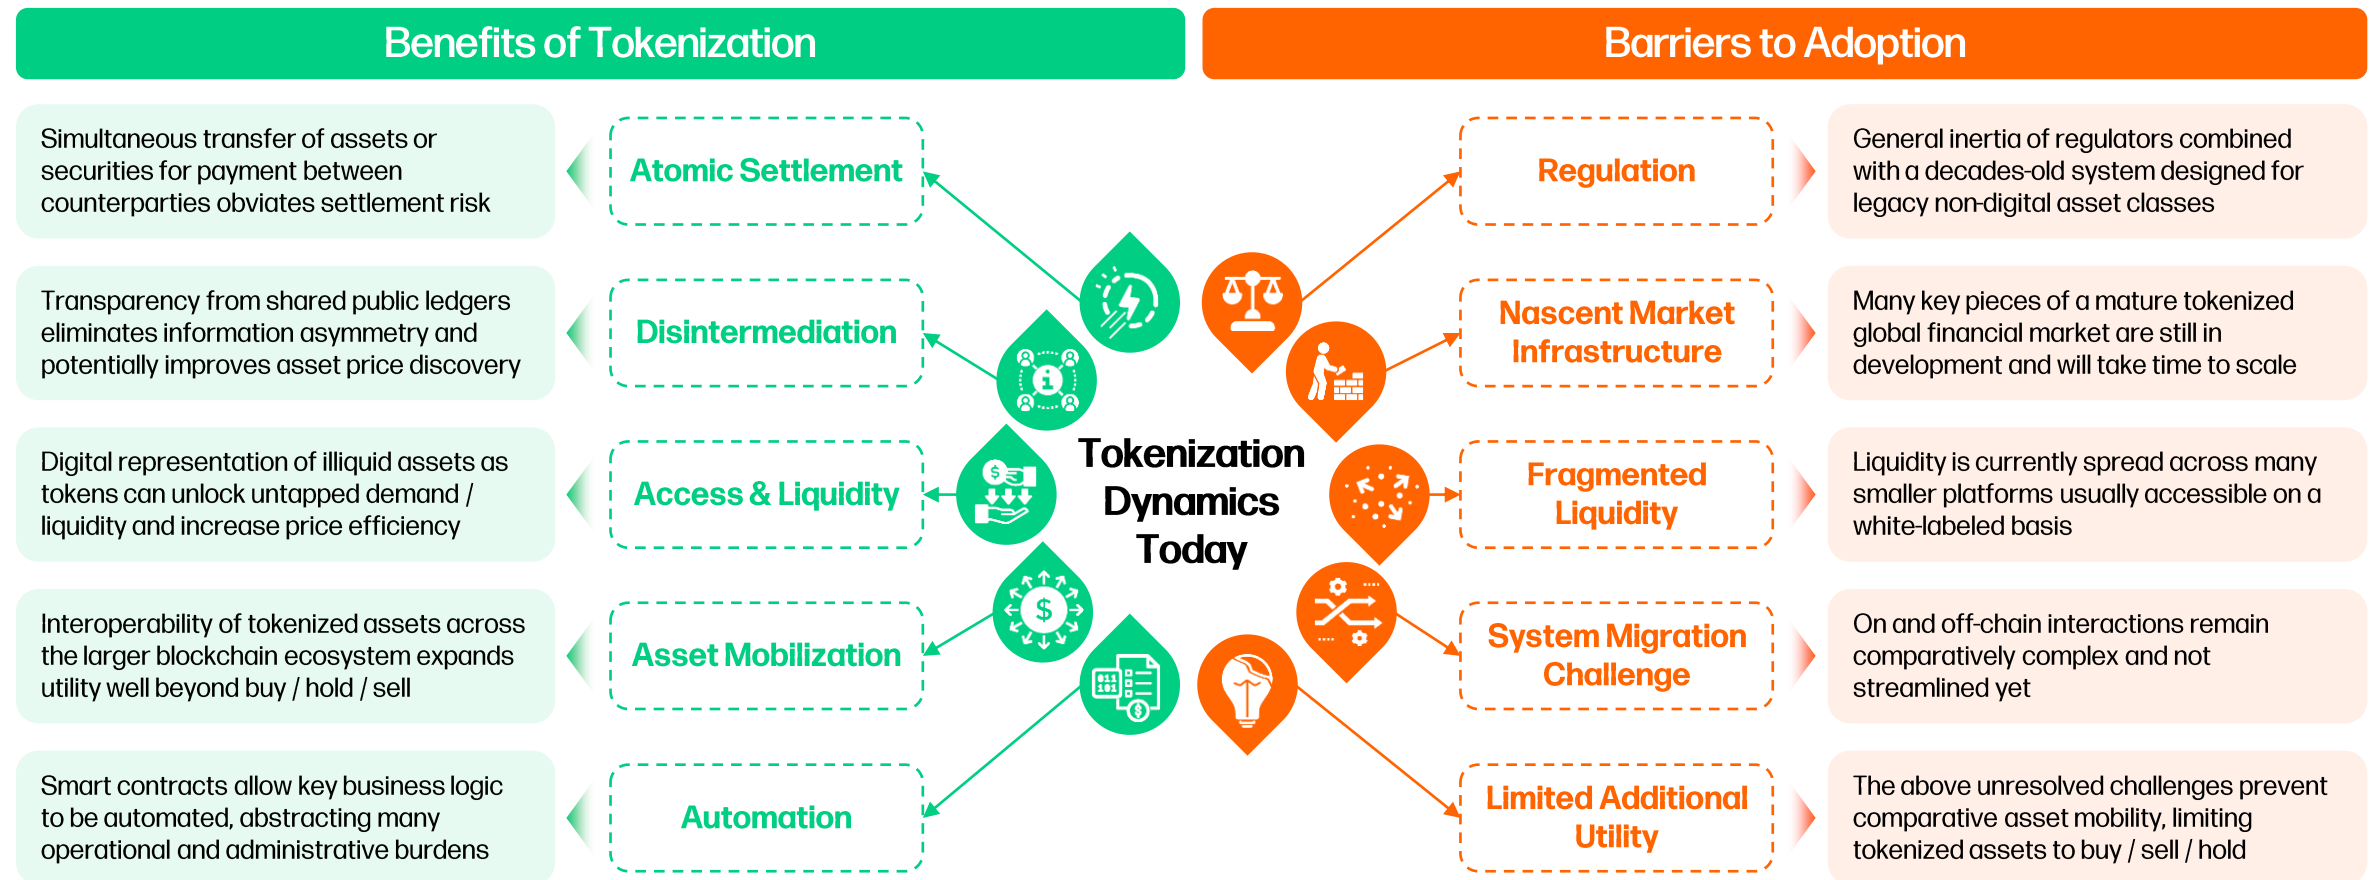 Benefits of Tokenization
Barriers to Adoption
Simultaneous transfer of assets or
securities for payment between
counterparties obviates settlement risk
Atomic Settlement
Transparency from shared public ledgers
eliminates information asymmetry and
potentially improves asset price discovery
Disintermediation
Digital representation of illiquid assets as
tokens can unlock untapped demand /
liquidity and increase price efficiency
Access & Liquidity
Interoperability of tokenized assets across
the larger blockchain ecosystem expands
utility well beyond buy / hold / sell
Asset Mobilization
Smart contracts allow key business logic
to be automated, abstracting many
operational and administrative burdens
Automation
i
$
$
011
101
$
Tokenization
Dynamics
Today
Regulation
General inertia of regulators combined
with a decades-old system designed for
legacy non-digital asset classes
Nascent Market
Infrastructure
Many key pieces of a mature tokenized
global financial market are still in
development and will take time to scale
Fragmented
Liquidity
Liquidity is currently spread across many
smaller platforms usually accessible on a
white-labeled basis
System Migration
Challenge
On and off-chain interactions remain
comparatively complex and not
streamlined yet
Limited Additional
Utility
The above unresolved challenges prevent
comparative asset mobility, limiting
tokenized assets to buy / sell / hold